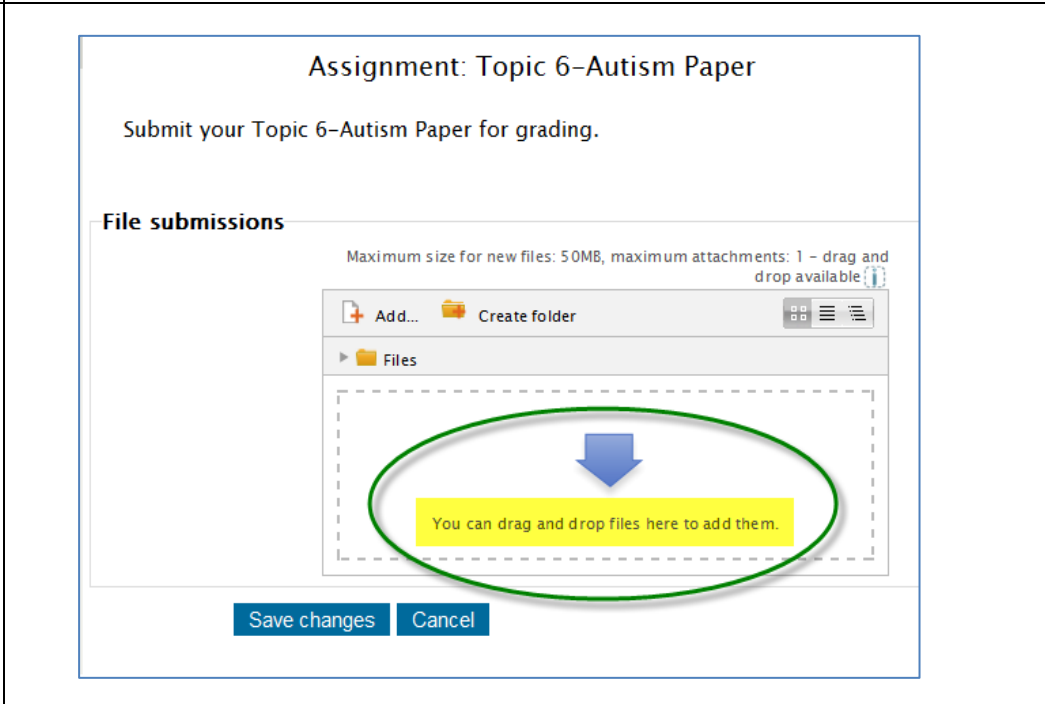 Assignment: Topic 6-Autism Paper
Submit your Topic 6-Autism Paper for grading.
File submissions
Maximum size for new files: 50MB, maximum attachments: 1 - drag and
drop available
Add... Create folder
Files
You can drag and drop files here to add them.
Save changes Cancel